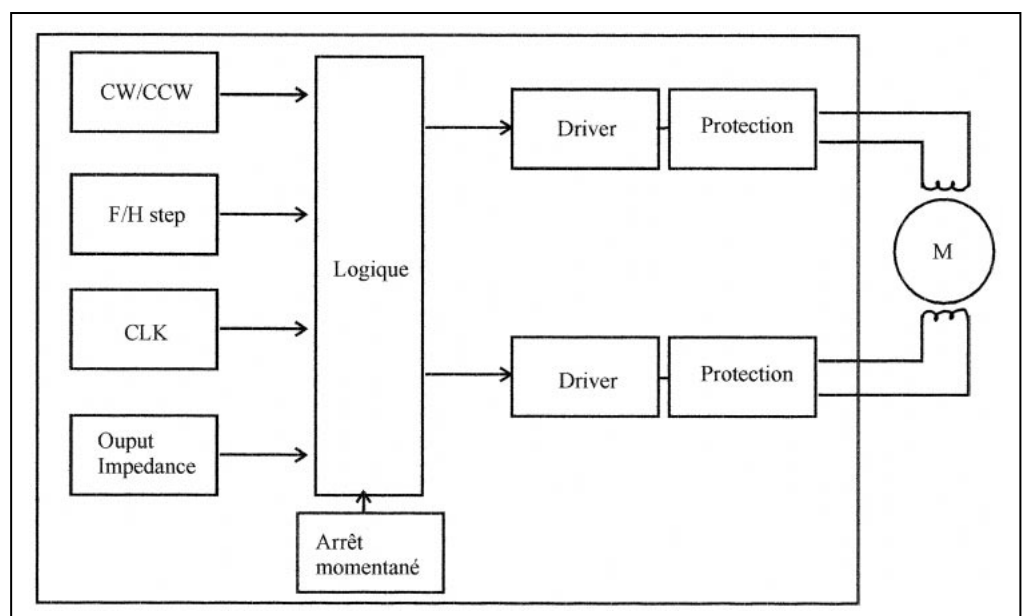 CW/CCW
F/H step
CLK
Ouput
Impedance
Logique
Arrêt
momentané
Driver
Protection
Driver
Protection
M